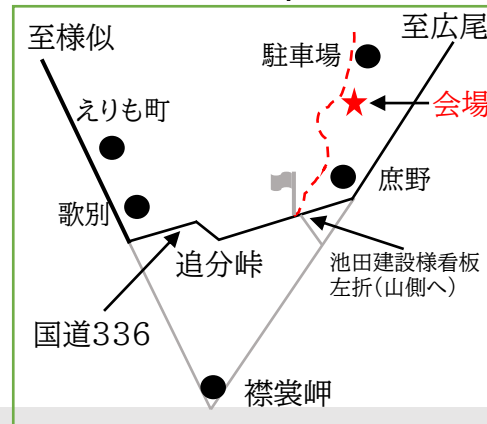 至様似
至広尾
駐車場
会場
えりも町
庶野
歌別
追分峠
池田建設様看板
左折(山側へ)
国道336
襟裳岬